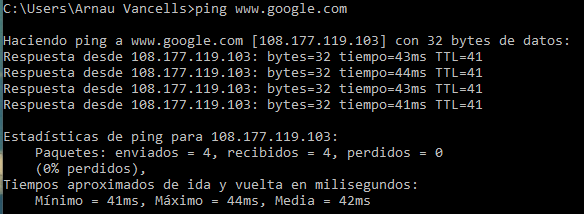 C:\Users\Arnau Vancells>ping www.google.com
Haciendo ping a www.google.com [108.177.119.103] con 32 bytes de datos:
Respuesta desde 108.177.119.103: bytes=32 tiempo=43ms TTL=41
Respuesta desde 108.177.119.103: bytes=32 tiempo=44ms TTL=41
Respuesta desde 108.177.119.103: bytes=32 tiempo=43ms TTL=41
Respuesta desde 108.177.119.103: bytes=32 tiempo=41ms TTL=41
Estadísticas de ping para 108.177.119.103:
Paquetes: enviados = 4, recibidos = 4, perdidos = 0
(0% perdidos),
Tiempos aproximados de ida y vuelta en milisegundos:
Mínimo = 41ms, Máximo = 44ms, Media = 42ms